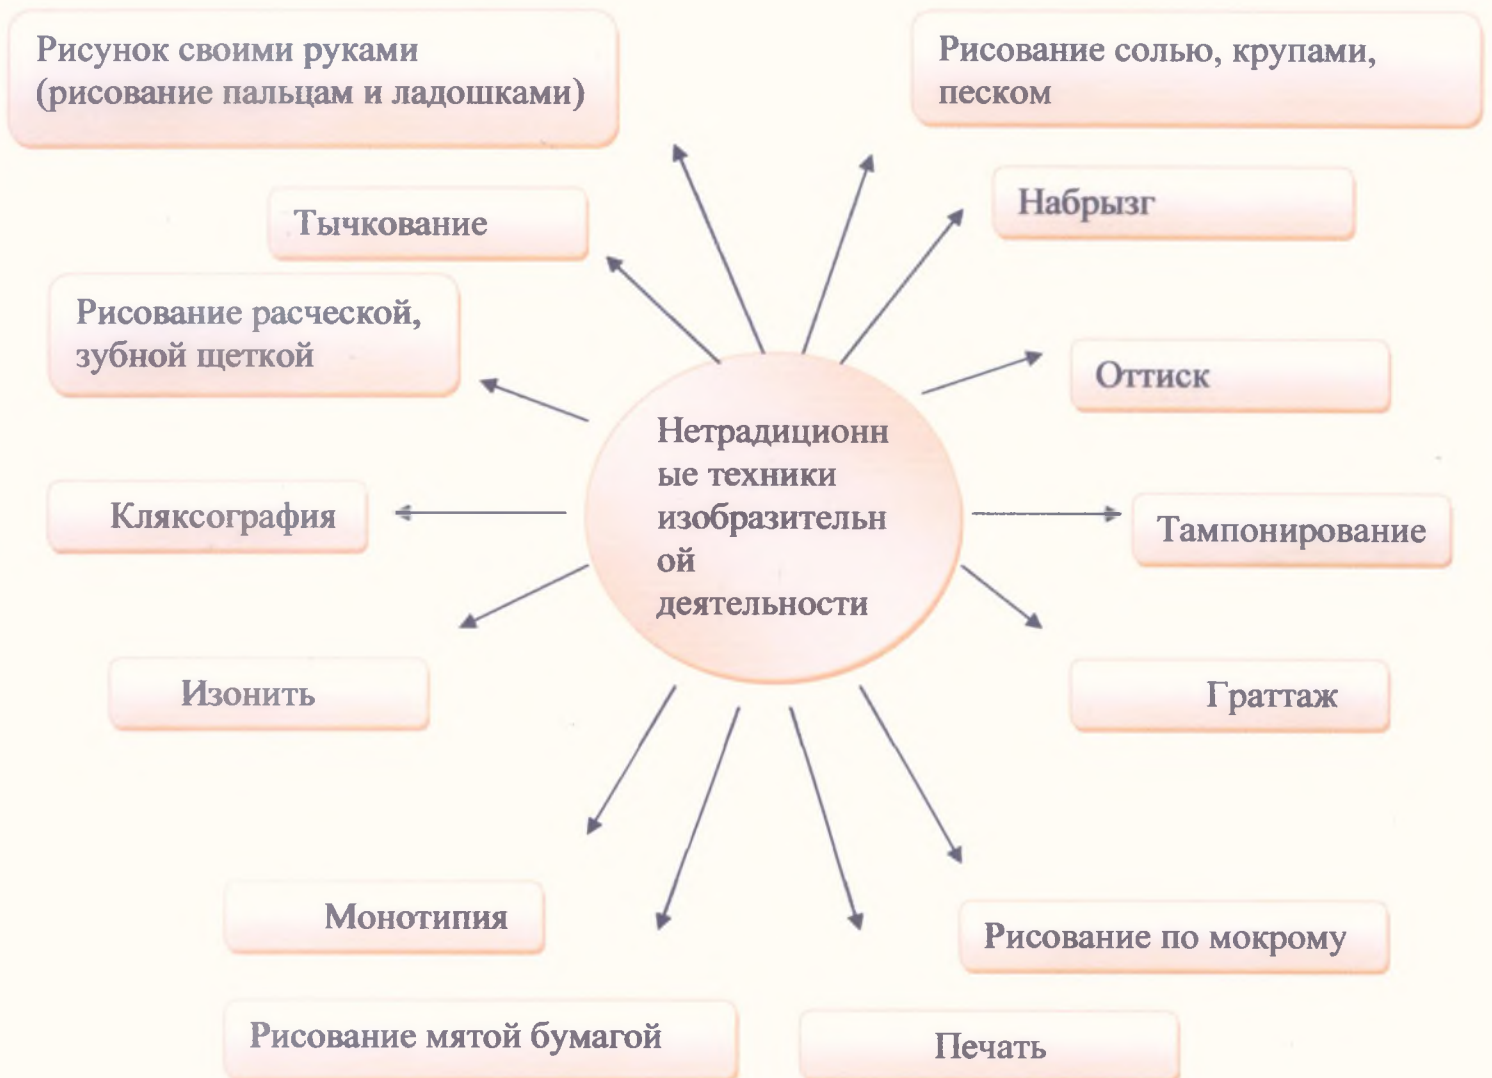 Рисунок своими руками
(рисование пальцам и ладошками)
Рисование солью, крупами,
песком
Тычкование
Набрызг
Рисование расческой,
зубной щеткой
Оттиск
Нетрадиционн
ые техники
изобразительн
ой
деятельности
Кляксография
Тампонирование
Изонить
Граттаж
Монотипия
Рисование по мокрому
Рисование мятой бумагой
Печать